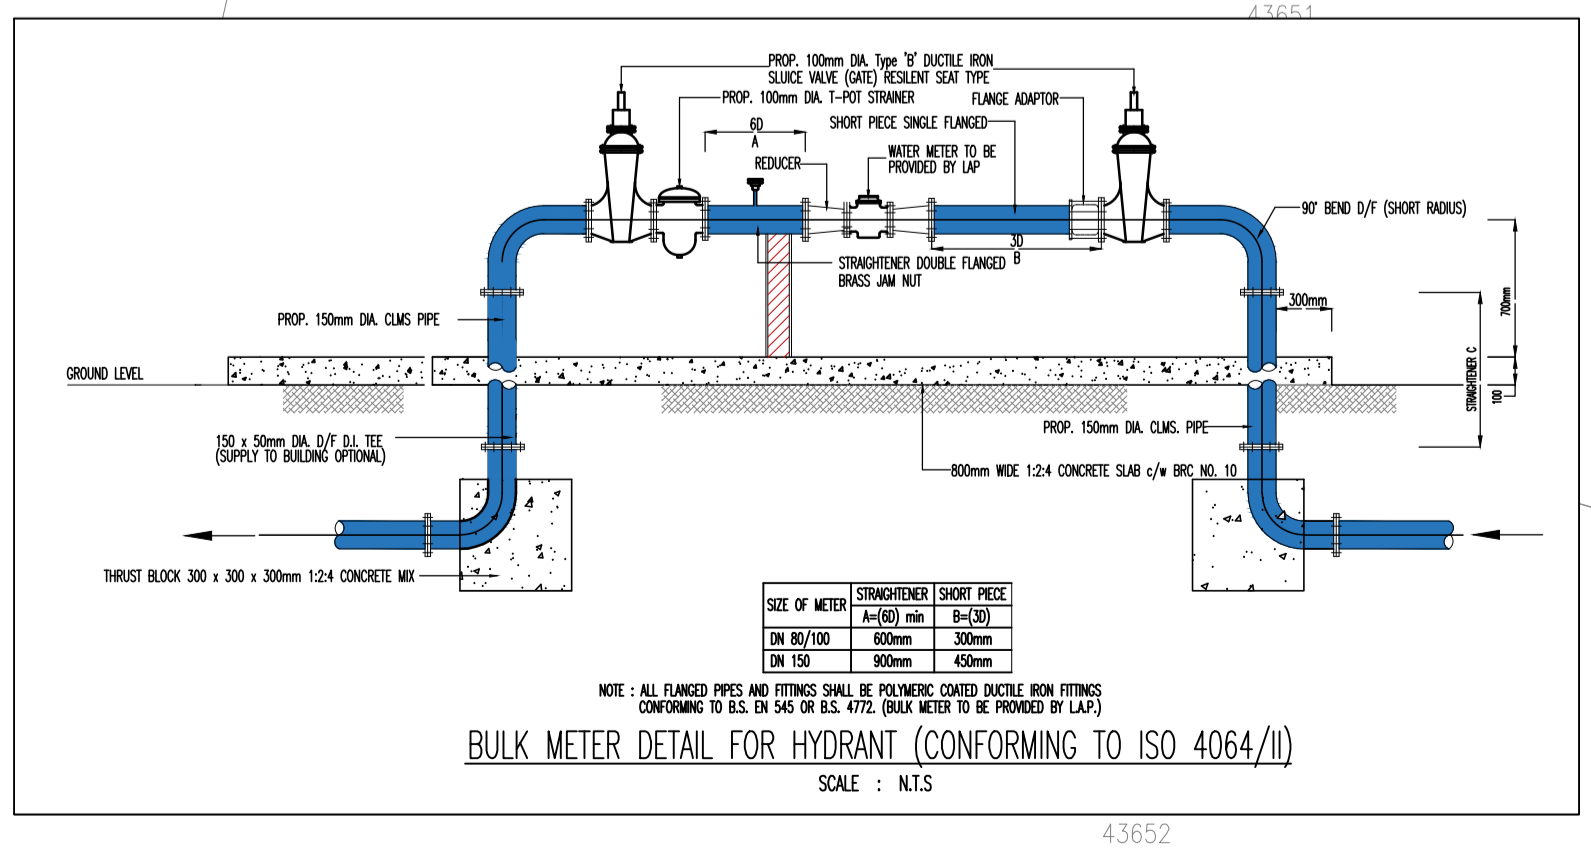 43651
PROP. 100mm DIA. Type 'B' DUCTILE IRON
SLUICE VALVE (GATE) RESILENT SEAT TYPE
PROP. 100mm DIA. T-POT STRAINER
FLANGE ADAPTOR
6D
A
SHORT PIECE SINGLE FLANGED
REDUCER
WATER METER TO BE
PROVIDED BY LAP
90° BEND D/F (SHORT RADIUS)
3D
B
STRAIGHTENER DOUBLE FLANGED
BRASS JAM NUT
300mm
700mm
PROP. 150mm DIA. CLMS PIPE
GROUND LEVEL
STRAIGHTENER C
100
150 x 50mm DIA. D/F D.I. TEE
(SUPPLY TO BUILDING OPTIONAL)
PROP. 150mm DIA. CLMS. PIPE
800mm WIDE 1:2:4 CONCRETE SLAB c/w BRC NO. 10
THRUST BLOCK 300 x 300 x 300mm 1:2:4 CONCRETE MIX
SIZE OF METER STRAIGHTENER SHORT PIECE
A=(6D) min B=(3D)
DN 80/100 600mm 300mm
DN 150 900mm 450mm
NOTE : ALL FLANGED PIPES AND FITTINGS SHALL BE POLYMERIC COATED DUCTILE IRON FITTINGS
CONFORMING TO B.S. EN 545 OR B.S. 4772. (BULK METER TO BE PROVIDED BY L.A.P.)
BULK METER DETAIL FOR HYDRANT (CONFORMING TO ISO 4064/II)
SCALE : N.T.S
43652